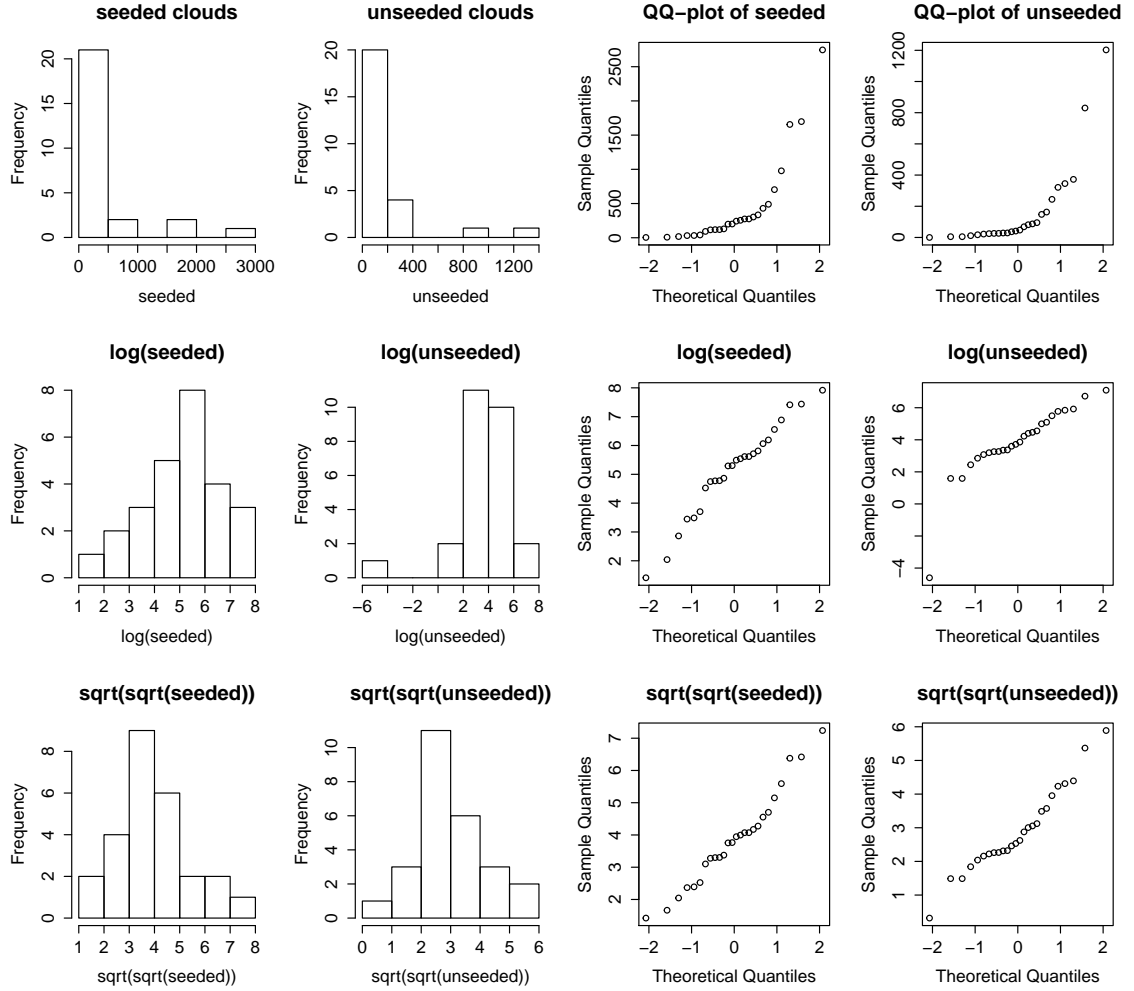 seeded clouds
Frequency
0 5 10 15 20
0 1000 2000 3000
seeded
unseeded clouds
Frequency
0 5 10 15 20
0 400 800 1200
unseeded
QQ−plot of seeded
Sample Quantiles
0 500 1500 2500
−2 −1 0 1 2
Theoretical Quantiles
QQ−plot of unseeded
Sample Quantiles
0 400 800 1200
−2 −1 0 1 2
Theoretical Quantiles
log(seeded)
Frequency
0 2 4 6 8
1 2 3 4 5 6 7 8
log(seeded)
log(unseeded)
Frequency
0 2 4 6 8 10
−6 −2 2 4 6 8
log(unseeded)
log(seeded)
Sample Quantiles
2 3 4 5 6 7 8
−2 −1 0 1 2
Theoretical Quantiles
log(unseeded)
Sample Quantiles
−4 0 2 4 6
−2 −1 0 1 2
Theoretical Quantiles
sqrt(sqrt(seeded))
Frequency
0 2 4 6 8
1 2 3 4 5 6 7 8
sqrt(sqrt(seeded))
sqrt(sqrt(unseeded))
Frequency
0 2 4 6 8 10
0 1 2 3 4 5 6
sqrt(sqrt(unseeded))
sqrt(sqrt(seeded))
Sample Quantiles
2 3 4 5 6 7
−2 −1 0 1 2
Theoretical Quantiles
sqrt(sqrt(unseeded))
Sample Quantiles
1 2 3 4 5 6
−2 −1 0 1 2
Theoretical Quantiles